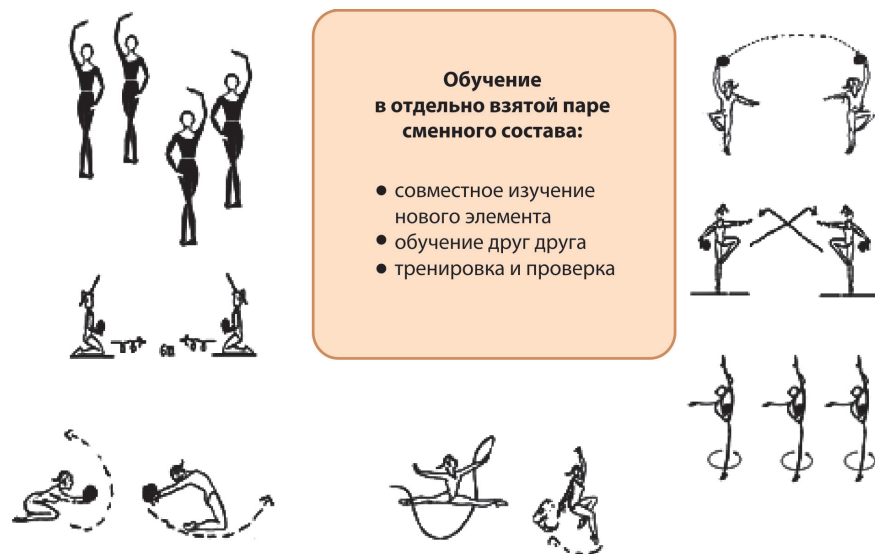 Обучение
в отдельно взятой паре
сменного состава:
● совместное изучение
нового элемента
● обучение друг друга
● тренировка и проверка